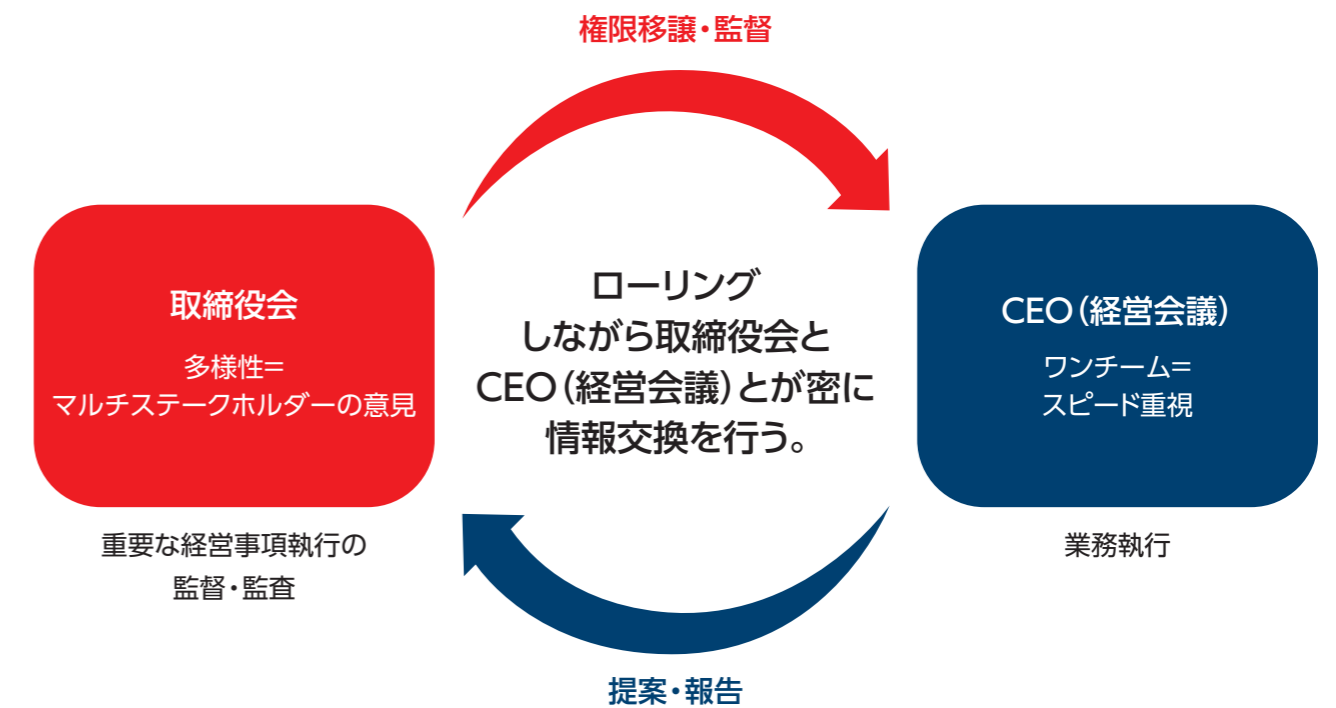 権限移譲・監督
取締役会
多様性＝
マルチステークホルダーの意見
重要な経営事項執行の
監督・監査
ローリング
しながら取締役会と
CEO（経営会議）とが密に
情報交換を行う。
CEO（経営会議）
ワンチーム＝
スピード重視
業務執行
提案・報告